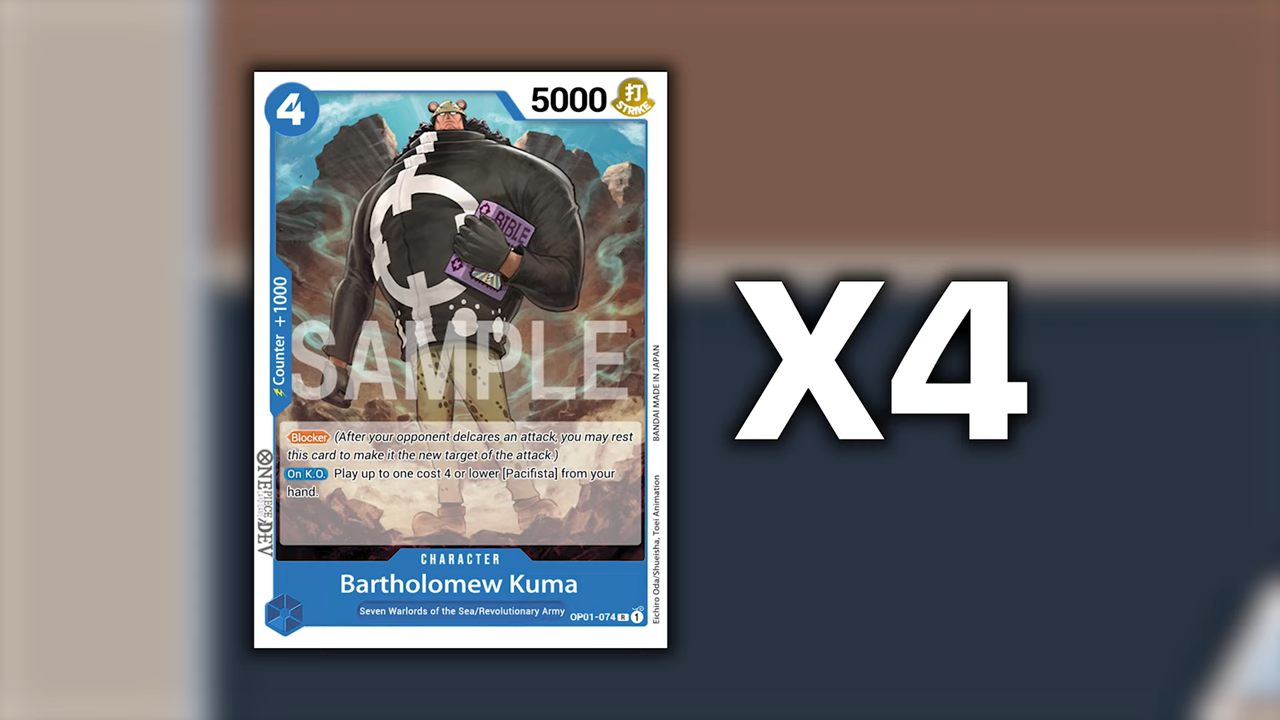 4
5000
打
STRIKE
BIBLE
Counter +1000
SAMPLE
X4
Blocker (After your opponent delcares an attack, you may rest
this card to make it the new target of the attack.)
On K.O. Play up to one cost 4 or lower [Pacifista] from your
hand.
CHARACTER
Bartholomew Kuma
Seven Warlords of the Sea/Revolutionary Army
OP01-074 R 1
BANDAI MADE IN JAPAN
Eiichiro Oda/Shueisha, Toei Animation